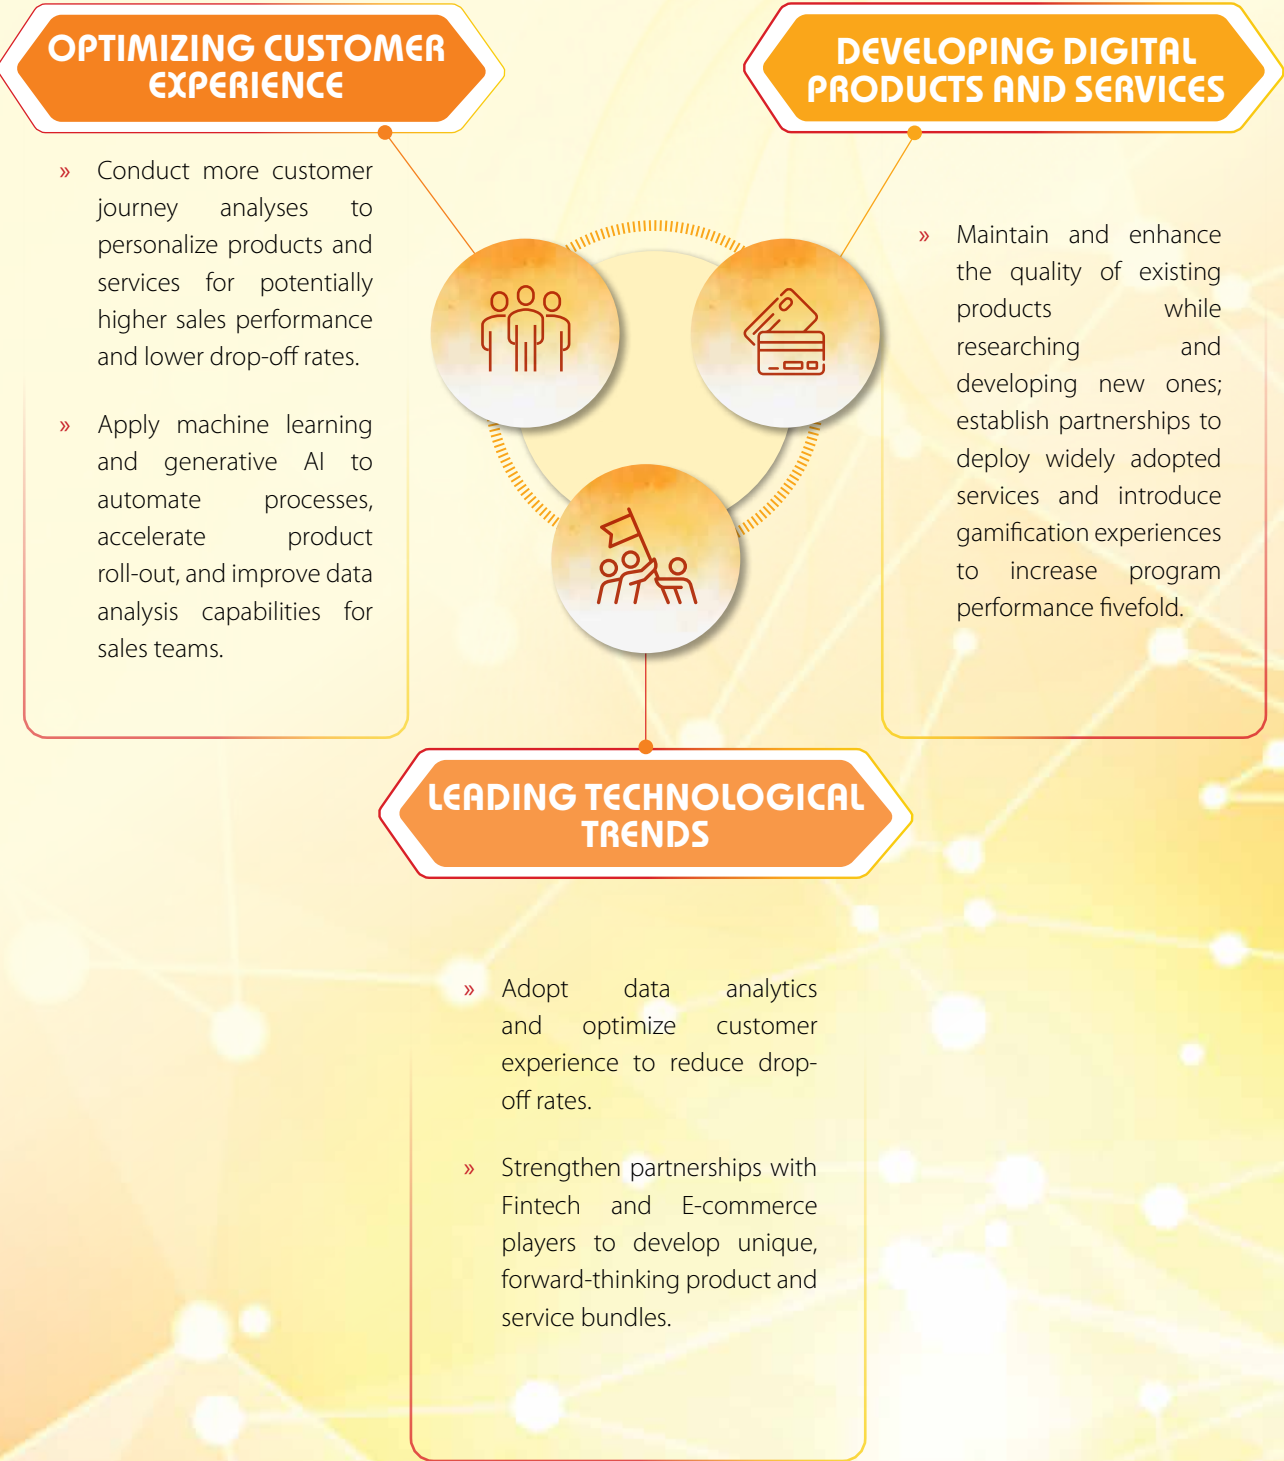 OPTIMIZING CUSTOMER
EXPERIENCE
» Conduct more customer
journey analyses to
personalize products and
services for potentially
higher sales performance
and lower drop-off rates.
» Apply machine learning
and generative AI to
automate processes,
accelerate product
roll-out, and improve data
analysis capabilities for
sales teams.
DEVELOPING DIGITAL
PRODUCTS AND SERVICES
» Maintain and enhance
the quality of existing
products while
researching and
developing new ones;
establish partnerships to
deploy widely adopted
services and introduce
gamification experiences
to increase program
performance fivefold.
LEADING TECHNOLOGICAL
TRENDS
» Adopt data analytics
and optimize customer
experience to reduce drop-
off rates.
» Strengthen partnerships with
Fintech and E-commerce
players to develop unique,
forward-thinking product and
service bundles.